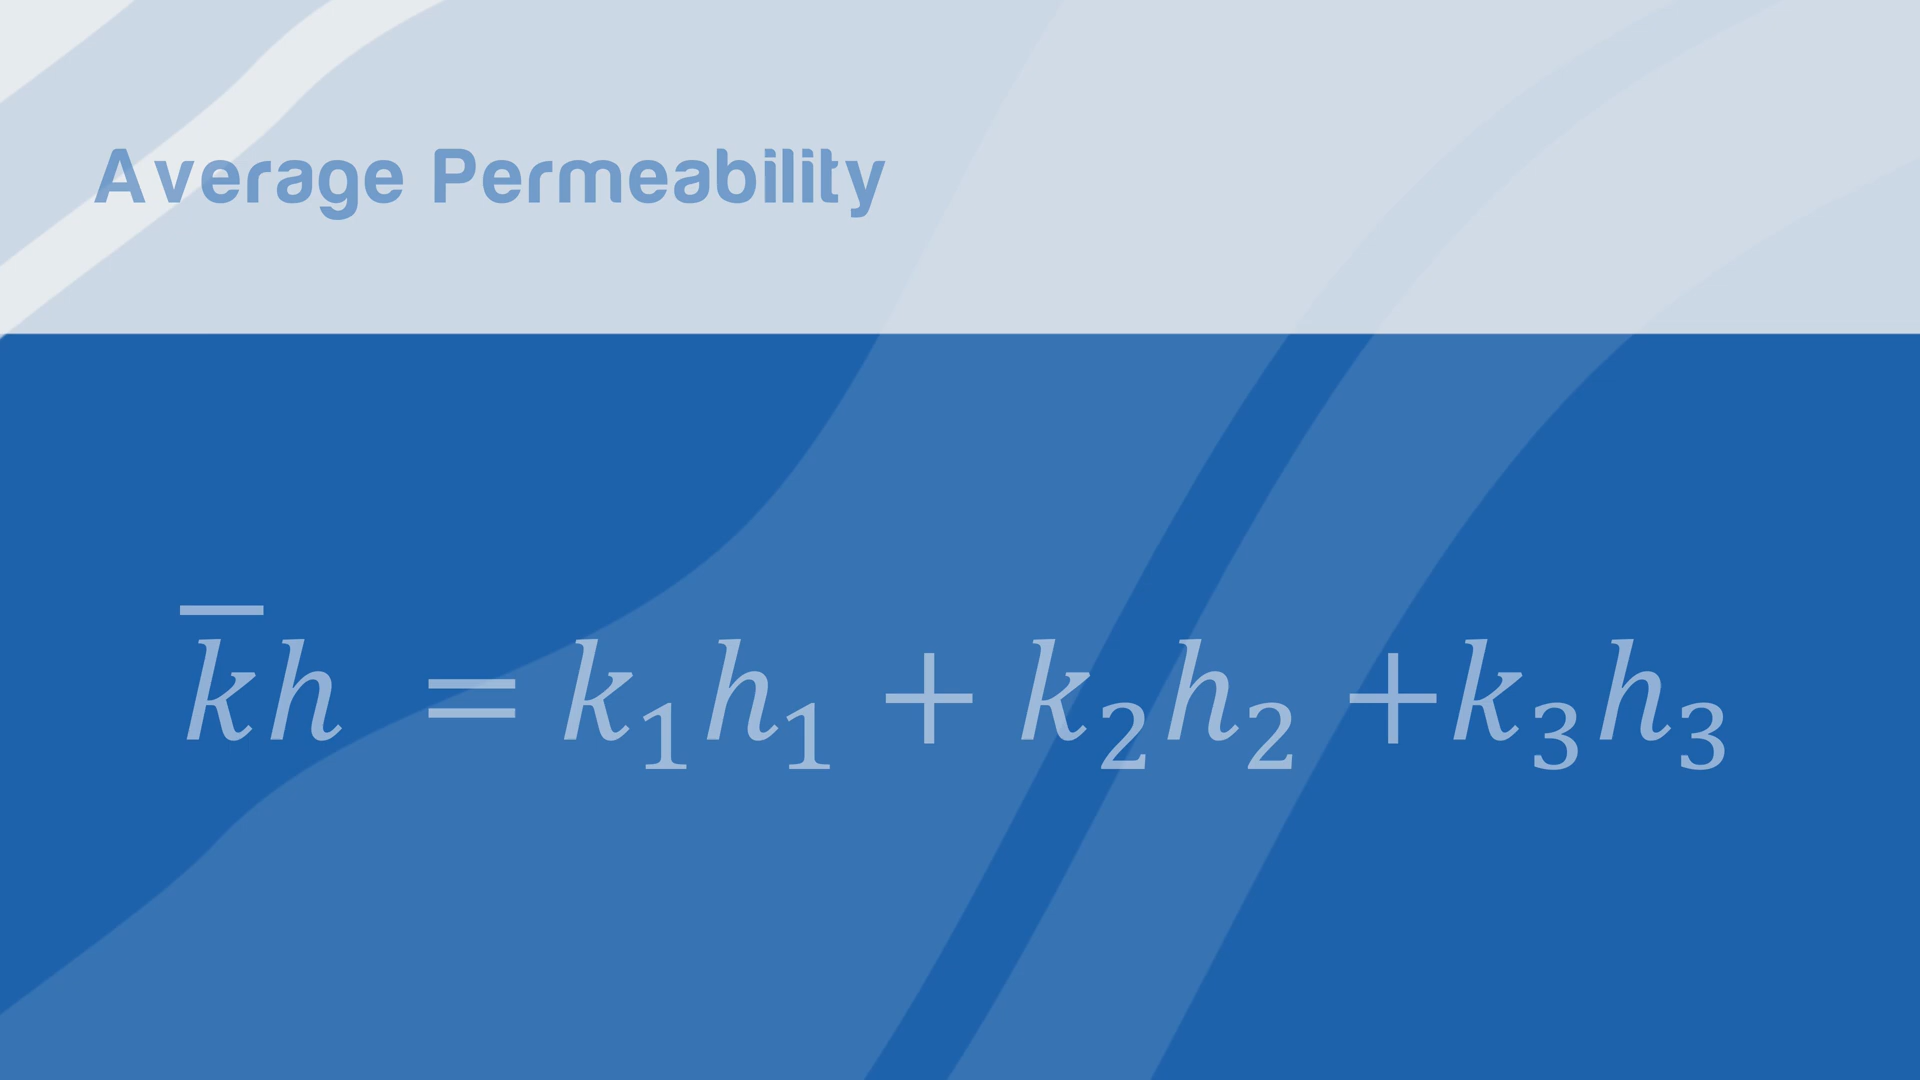 Average Permeability
k̅h = k₁h₁ + k₂h₂ +k₃h₃